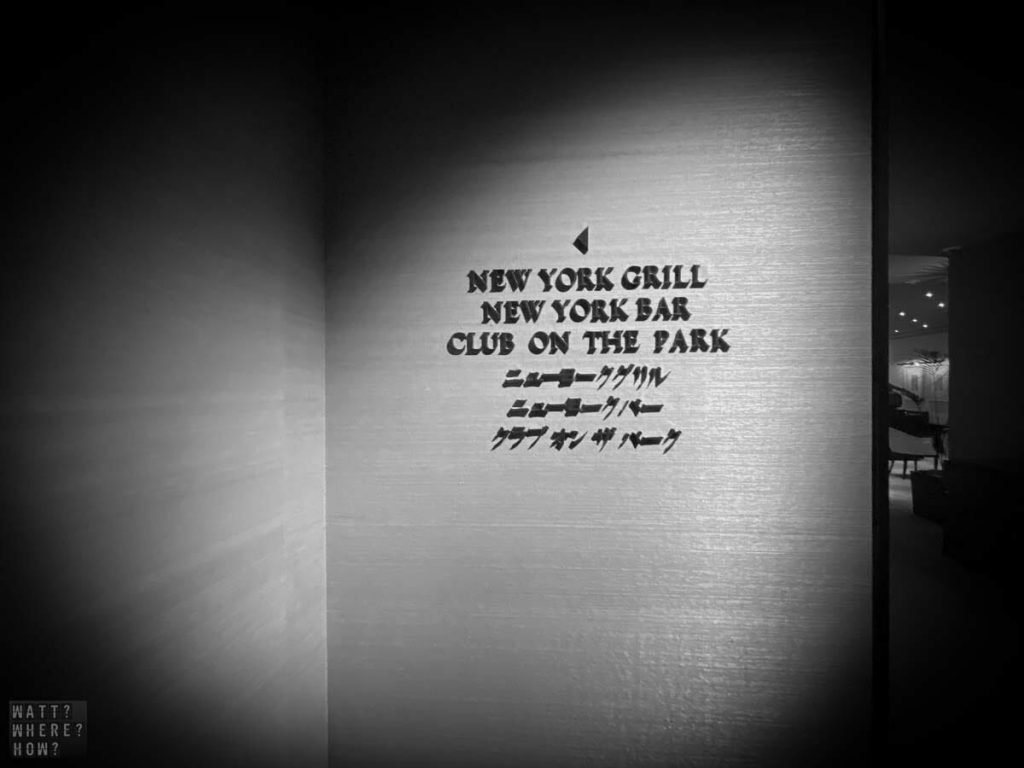 NEW YORK GRILL
NEW YORK BAR
CLUB ON THE PARK
ニューヨークグリル
ニューヨークバー
クラブ オン ザ パーク
WATT?
WHERE?
HOW?